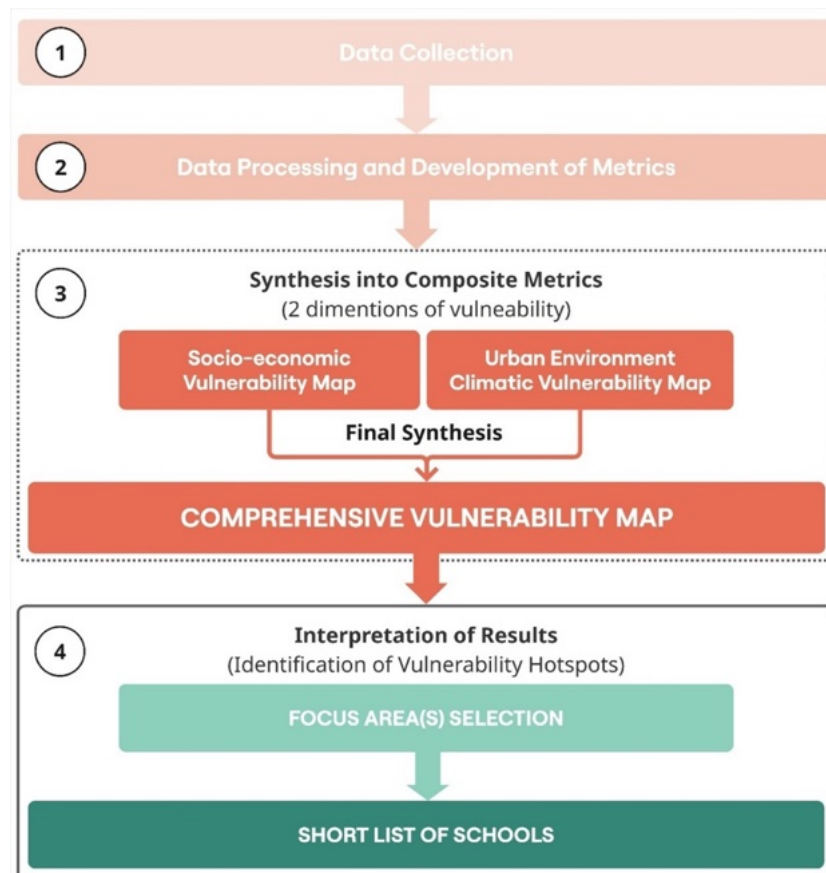 1
Data Collection
2
Data Processing and Development of Metrics
3
Synthesis into Composite Metrics
(2 dimentions of vulneability)
Socio-economic
Vulnerability Map
Urban Environment
Climatic Vulnerability Map
Final Synthesis
COMPREHENSIVE VULNERABILITY MAP
4
Interpretation of Results
(Identification of Vulnerability Hotspots)
FOCUS AREA(S) SELECTION
SHORT LIST OF SCHOOLS